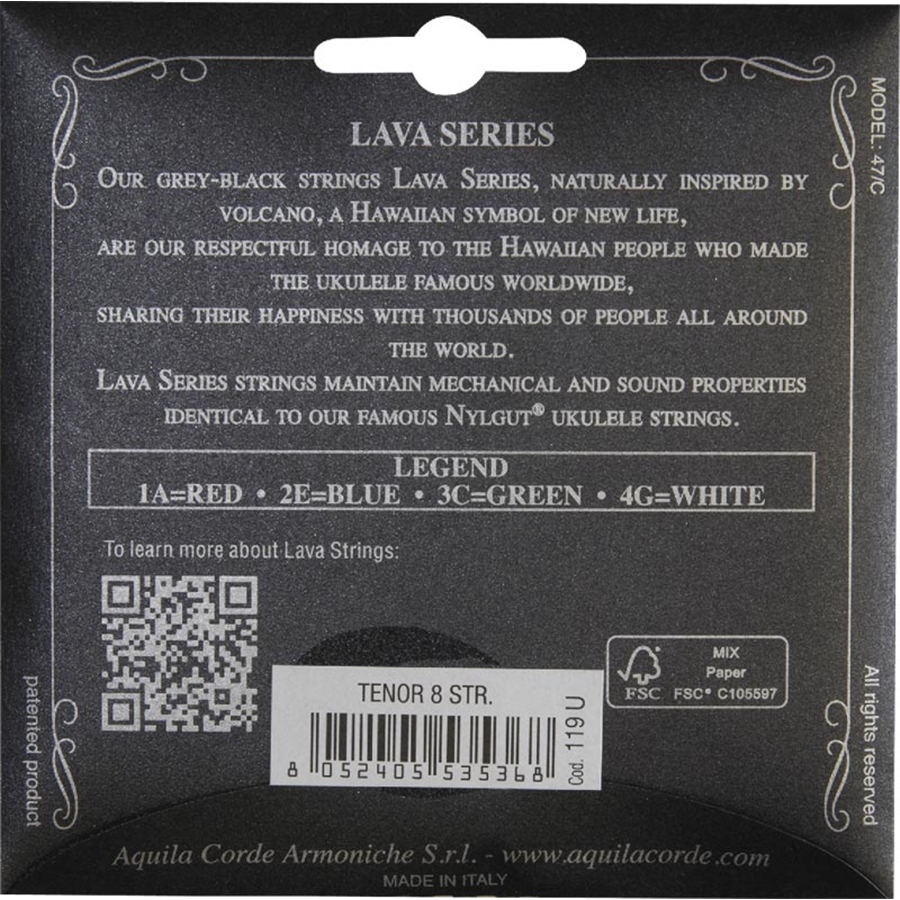 LAVA SERIES
OUR GREY-BLACK STRINGS LAVA SERIES, NATURALLY INSPIRED BY
VOLCANO, A HAWAIIAN SYMBOL OF NEW LIFE,
ARE OUR RESPECTFUL HOMAGE TO THE HAWAIIAN PEOPLE WHO MADE
THE UKULELE FAMOUS WORLDWIDE,
SHARING THEIR HAPPINESS WITH THOUSANDS OF PEOPLE ALL AROUND
THE WORLD.
LAVA SERIES STRINGS MAINTAIN MECHANICAL AND SOUND PROPERTIES
IDENTICAL TO OUR FAMOUS NYLGUT® UKULELE STRINGS.
LEGEND
1A=RED • 2E=BLUE • 3C=GREEN • 4G=WHITE
To learn more about Lava Strings:
MIX
Paper
FSC
FSC® C105597
TENOR 8 STR.
8 052405 535368
Cod. 119 U
MODEL: 47/C
All rights reserved
patented product
Aquila Corde Armoniche S.r.l. - www.aquilacorde.com
MADE IN ITALY